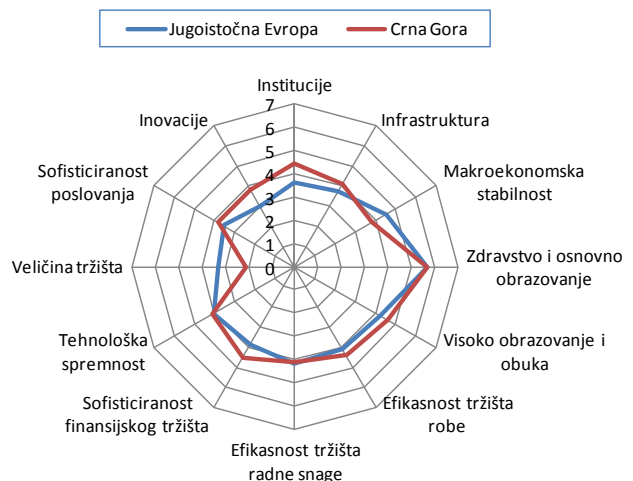 Jugoistočna Evropa
Crna Gora
Institucije
Infrastruktura
Makroekonomska
stabilnost
Zdravstvo i osnovno
obrazovanje
Visoko obrazovanje i
obuka
Efikasnost tržišta
robe
Efikasnost tržišta
radne snage
Sofisticiranost
finansijskog tržišta
Tehnološka
spremnost
Veličina tržišta
Sofisticiranost
poslovanja
Inovacije
7
6
5
4
3
2
1
0